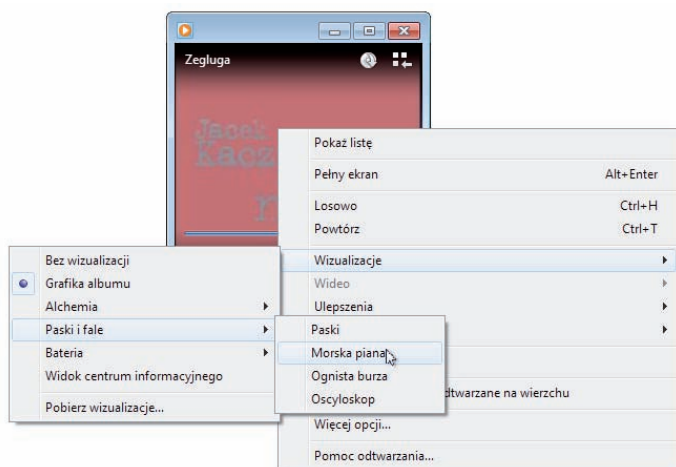 Zegluga
Jacek
Kacz
Pokaż listę
Pełny ekran Alt+Enter
Losowo Ctrl+H
Powtórz Ctrl+T
Wizualizacje
Wideo
Ulepszenia
Bez wizualizacji
Grafika albumu
Alchemia
Paski i fale
Bateria
Widok centrum informacyjnego
Pobierz wizualizacje...
Paski
Morska piana
Ognista burza
Oscyloskop
odtwarzane na wierzchu
Więcej opcji...
Pomoc odtwarzania...